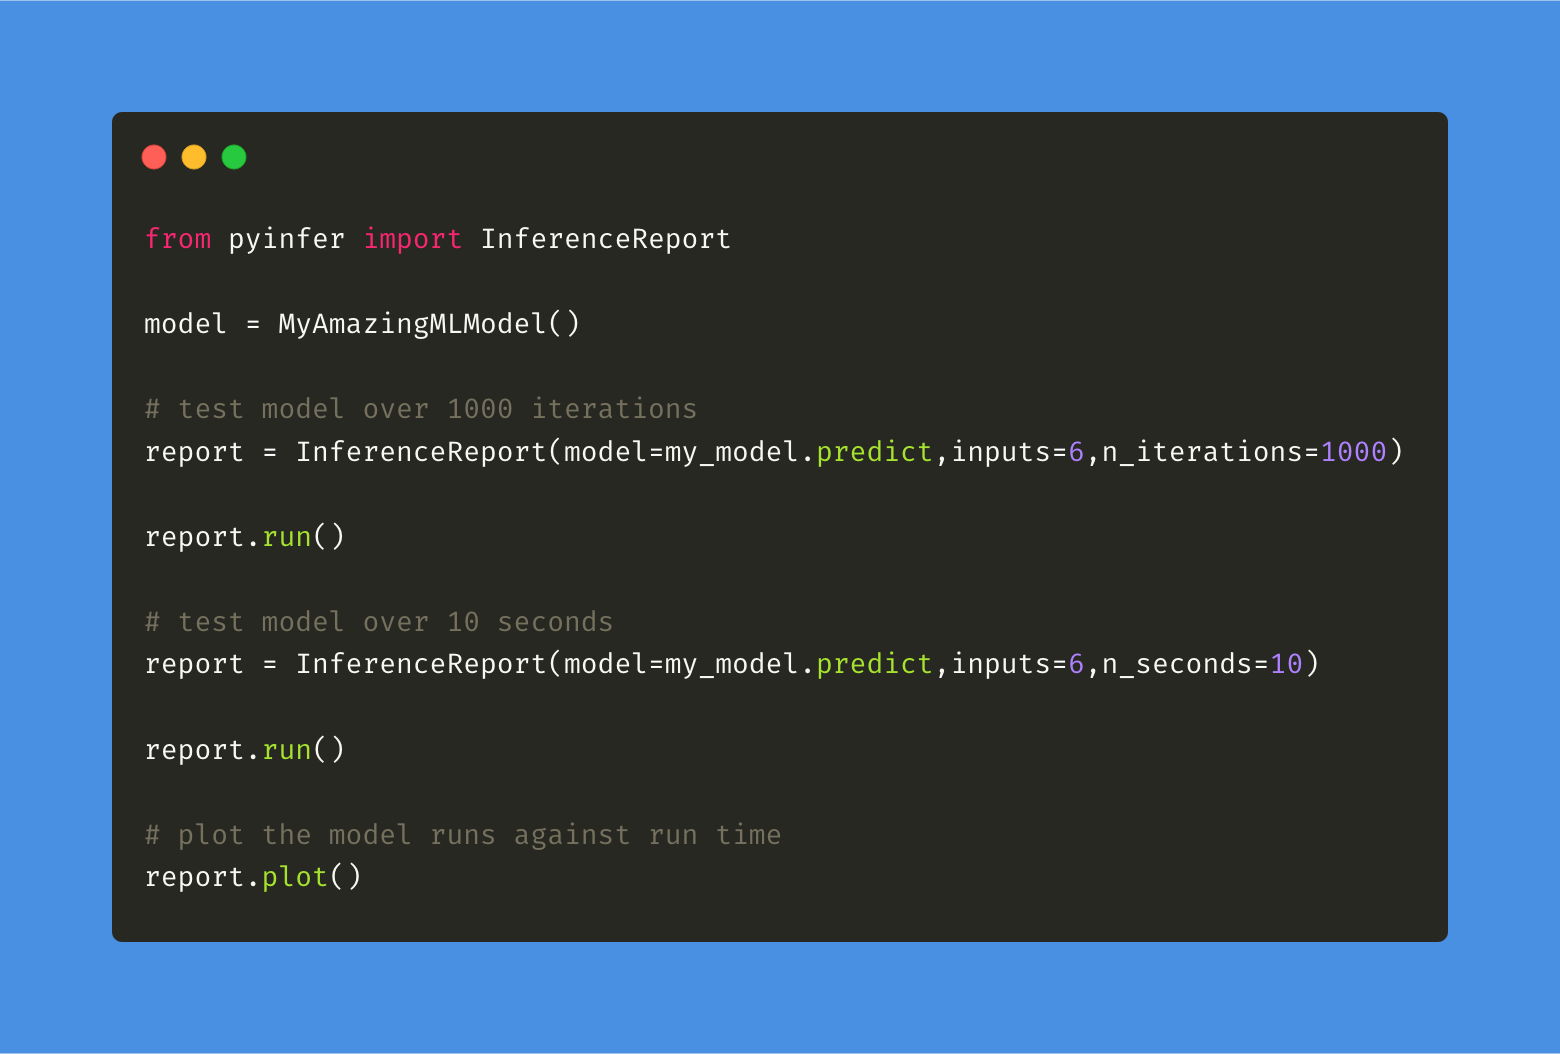 from pyinfer import InferenceReport
model = MyAmazingMLModel()
# test model over 1000 iterations
report = InferenceReport(model=my_model.predict,inputs=6,n_iterations=1000)
report.run()
# test model over 10 seconds
report = InferenceReport(model=my_model.predict,inputs=6,n_seconds=10)
report.run()
# plot the model runs against run time
report.plot()